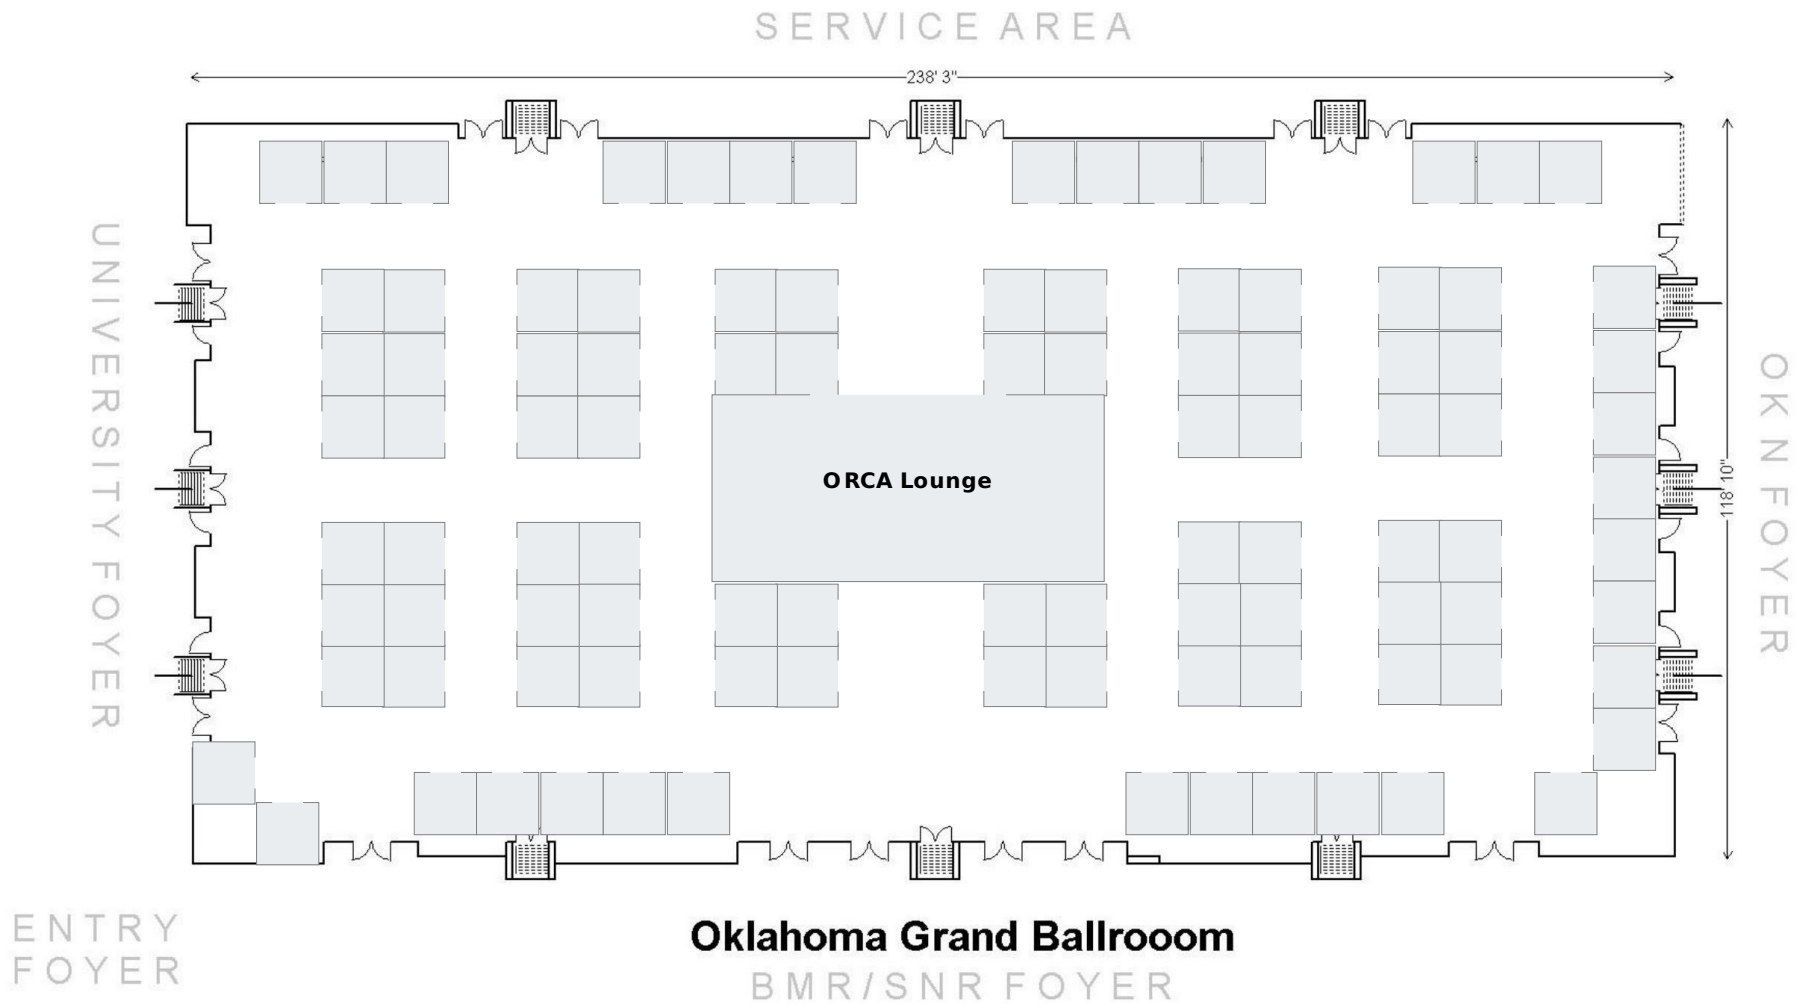 SERVICE AREA
238' 3"
UNIVERSITY FOYER
ORCA Lounge
118' 10"
OK N FOYER
ENTRY
FOYER
Oklahoma Grand Ballrooom
BMR/SNR FOYER